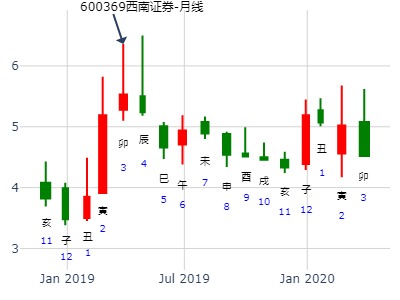 600369西南证券-月线
6
5
4
3
亥
11
子
12
丑
1
寅
2
卯
3
辰
4
巳
5
午
6
未
7
申
8
酉
9
戌
10
亥
11
子
12
丑
1
寅
2
卯
3
Jan 2019
Jul 2019
Jan 2020